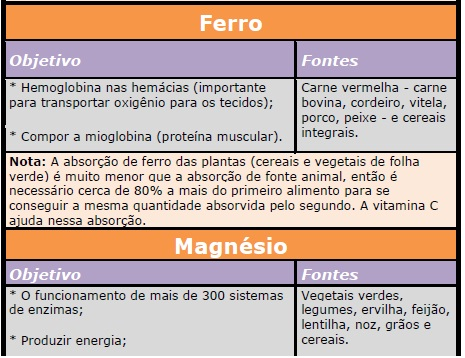 Ferro
Objetivo
Fontes
* Hemoglobina nas hemácias (importante
para transportar oxigênio para os tecidos);
* Compor a mioglobina (proteína muscular).
Carne vermelha - carne
bovina, cordeiro, vitela,
porco, peixe - e cereais
integrais.
Nota: A absorção de ferro das plantas (cereais e vegetais de folha
verde) é muito menor que a absorção de fonte animal, então é
necessário cerca de 80% a mais do primeiro alimento para se
conseguir a mesma quantidade absorvida pelo segundo. A vitamina C
ajuda nessa absorção.
Magnésio
Objetivo
Fontes
* O funcionamento de mais de 300 sistemas
de enzimas;
* Produzir energia;
Vegetais verdes,
legumes, ervilha, feijão,
lentilha, noz, grãos e
cereais.